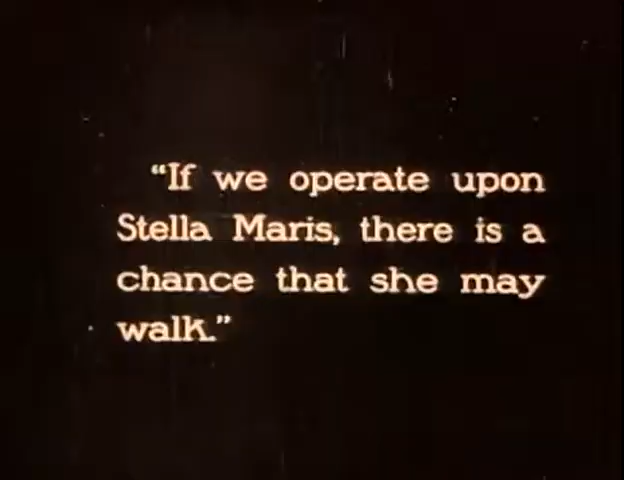 “If we operate upon
Stella Maris, there is a
chance that she may
walk.”